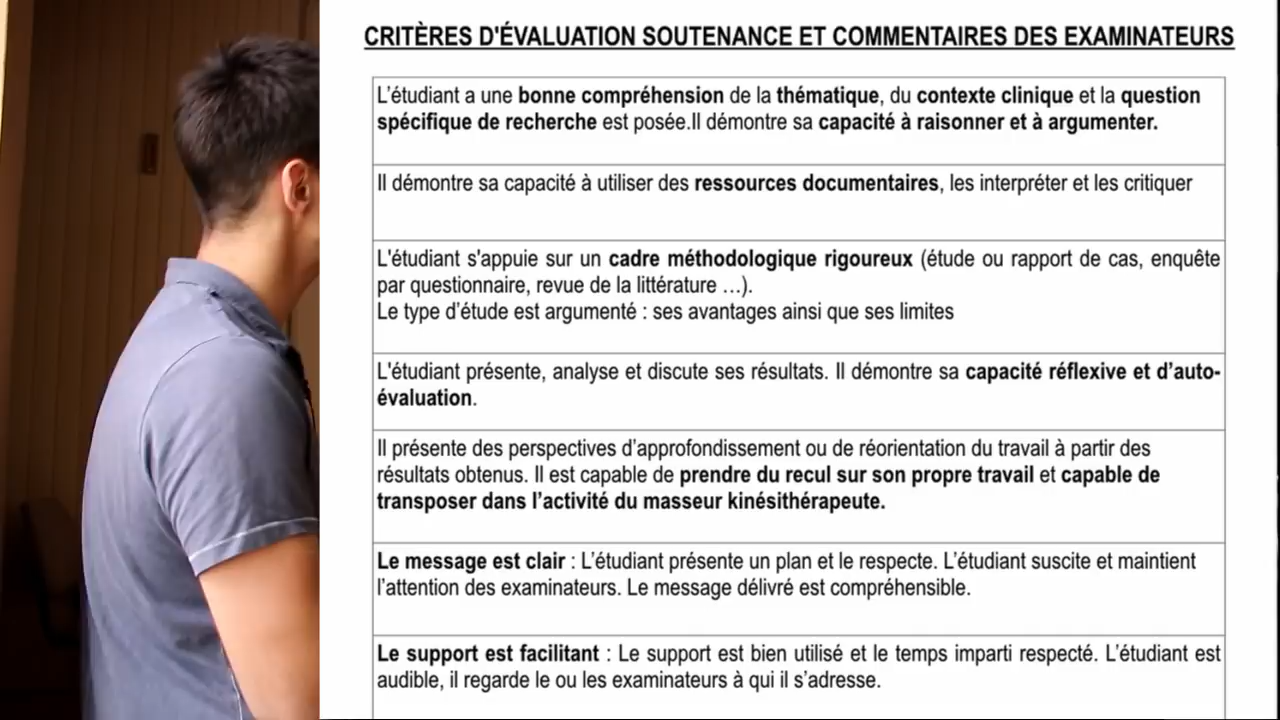 CRITÈRES D'ÉVALUATION SOUTENANCE ET COMMENTAIRES DES EXAMINATEURS
L’étudiant a une bonne compréhension de la thématique, du contexte clinique et la question
spécifique de recherche est posée.Il démontre sa capacité à raisonner et à argumenter.
Il démontre sa capacité à utiliser des ressources documentaires, les interpréter et les critiquer
L'étudiant s'appuie sur un cadre méthodologique rigoureux (étude ou rapport de cas, enquête
par questionnaire, revue de la littérature …).
Le type d’étude est argumenté : ses avantages ainsi que ses limites
L'étudiant présente, analyse et discute ses résultats. Il démontre sa capacité réflexive et d’auto-
évaluation.
Il présente des perspectives d’approfondissement ou de réorientation du travail à partir des
résultats obtenus. Il est capable de prendre du recul sur son propre travail et capable de
transposer dans l’activité du masseur kinésithérapeute.
Le message est clair : L’étudiant présente un plan et le respecte. L’étudiant suscite et maintient
l’attention des examinateurs. Le message délivré est compréhensible.
Le support est facilitant : Le support est bien utilisé et le temps imparti respecté. L’étudiant est
audible, il regarde le ou les examinateurs à qui il s’adresse.